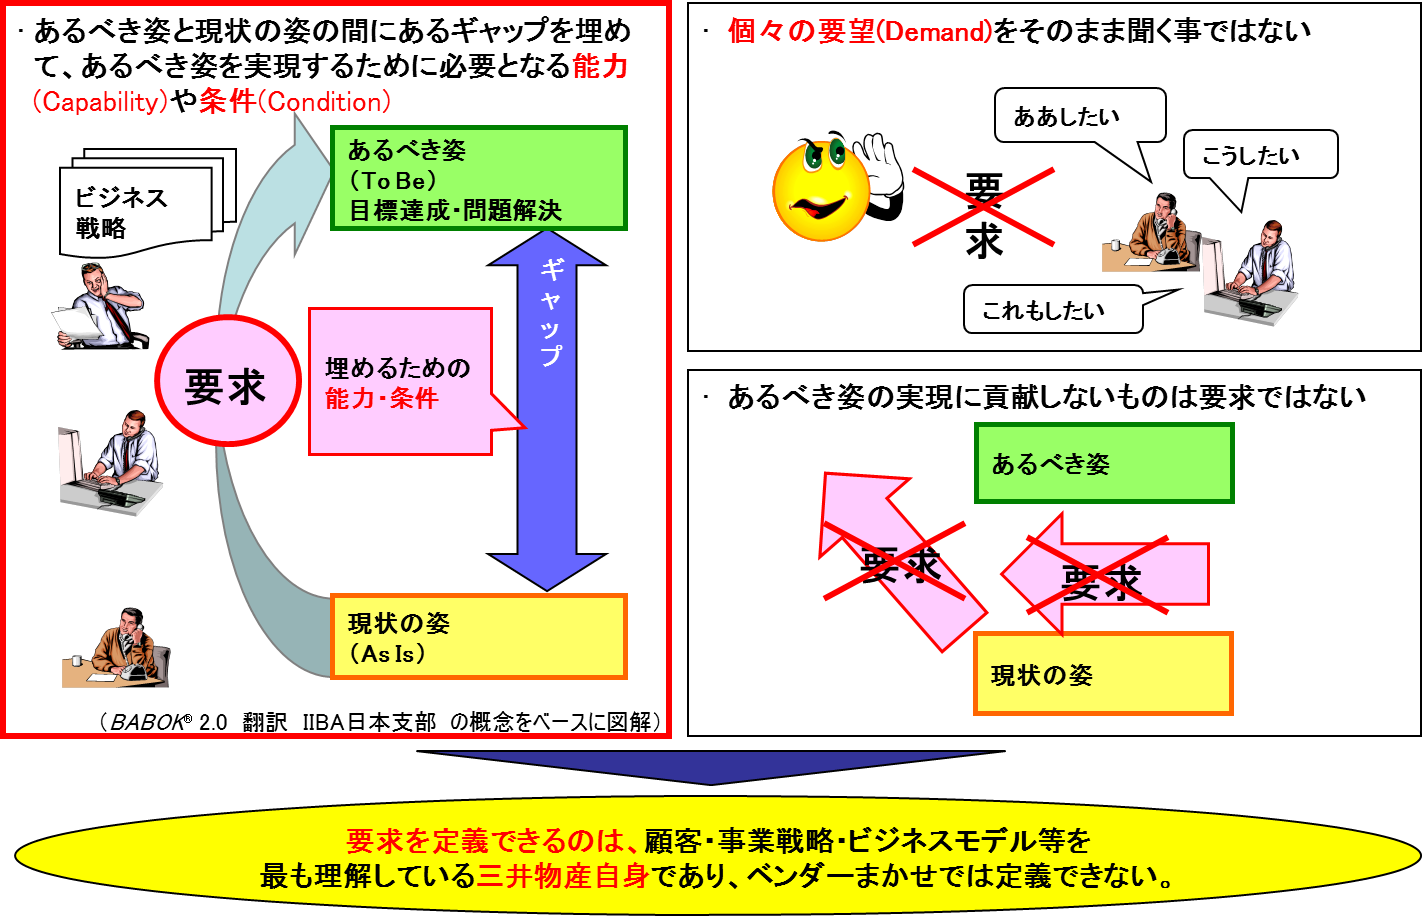 ・あるべき姿と現状の姿の間にあるギャップを埋め
て、あるべき姿を実現するために必要となる能力
(Capability)や条件(Condition)
ビジネス
戦略
あるべき姿
（To Be）
目標達成・問題解決
ギャップ
要求
埋めるための
能力・条件
現状の姿
（As Is）
（BABOK® 2.0 翻訳 IIBA日本支部 の概念をベースに図解）
・個々の要望(Demand)をそのまま聞く事ではない
ああしたい
こうしたい
要
求
これもしたい
・あるべき姿の実現に貢献しないものは要求ではない
あるべき姿
要求
要求
現状の姿
要求を定義できるのは、顧客・事業戦略・ビジネスモデル等を
最も理解している三井物産自身であり、ベンダーまかせでは定義できない。